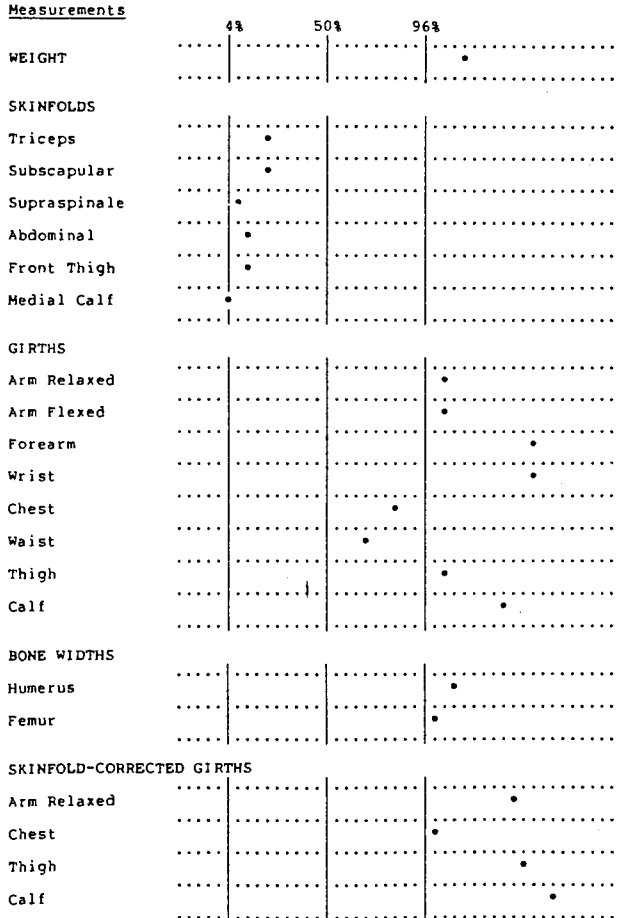 Measurements
4% 50% 96%
WEIGHT
SKINFOLDS
Triceps
Subscapular
Supraspinale
Abdominal
Front Thigh
Medial Calf
GIRTHS
Arm Relaxed
Arm Flexed
Forearm
Wrist
Chest
Waist
Thigh
Calf
BONE WIDTHS
Humerus
Femur
SKINFOLD-CORRECTED GIRTHS
Arm Relaxed
Chest
Thigh
Calf